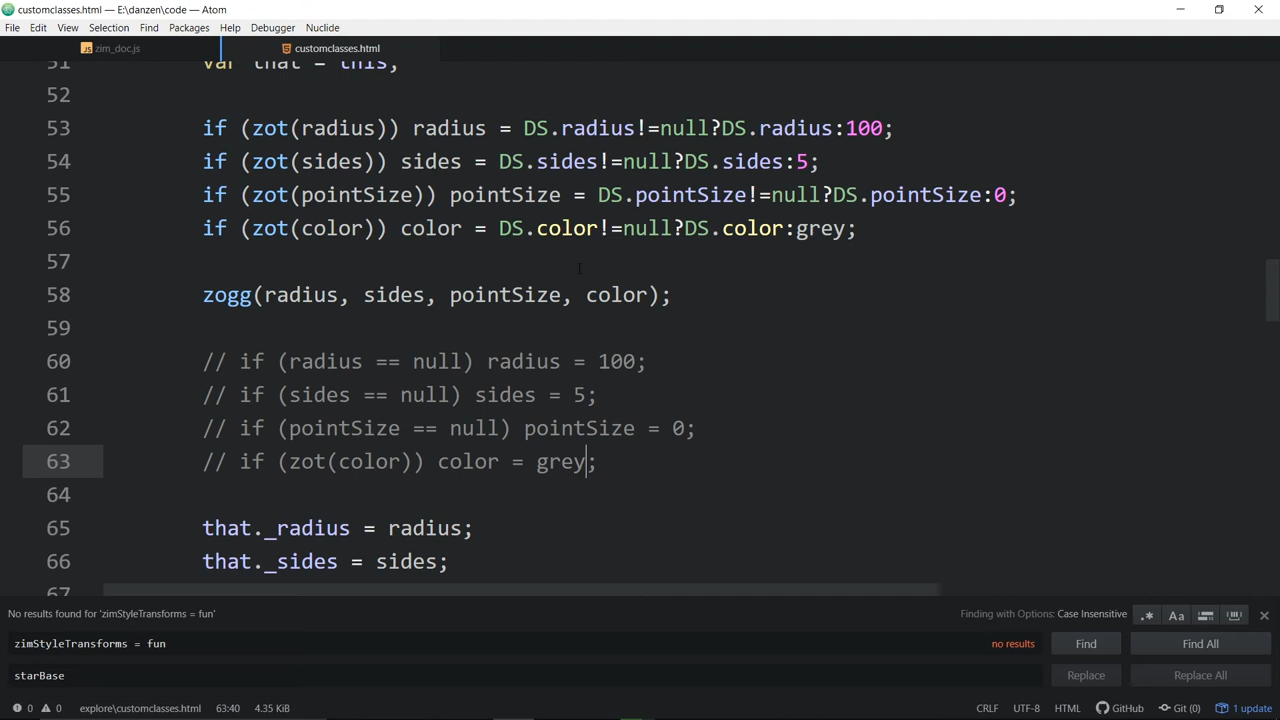 customclasses.html — E:\danzen\code — Atom
File Edit View Selection Find Packages Help Debugger Nuclide
JS zim_doc.js customclasses.html
51 var that = this,
52
53 if (zot(radius)) radius = DS.radius!=null?DS.radius:100;
54 if (zot(sides)) sides = DS.sides!=null?DS.sides:5;
55 if (zot(pointSize)) pointSize = DS.pointSize!=null?DS.pointSize:0;
56 if (zot(color)) color = DS.color!=null?DS.color:grey;
57
58 zogg(radius, sides, pointSize, color);
59
60 // if (radius == null) radius = 100;
61 // if (sides == null) sides = 5;
62 // if (pointSize == null) pointSize = 0;
63 // if (zot(color)) color = grey;
64
65 that._radius = radius;
66 that._sides = sides;
67
No results found for 'zimStyleTransforms = fun' Finding with Options: Case Insensitive .* Aa
zimStyleTransforms = fun no results Find Find All
starBase Replace Replace All
0 0 explore\customclasses.html 63:40 4.35 KiB CRLF UTF-8 HTML GitHub Git (0) 1 update